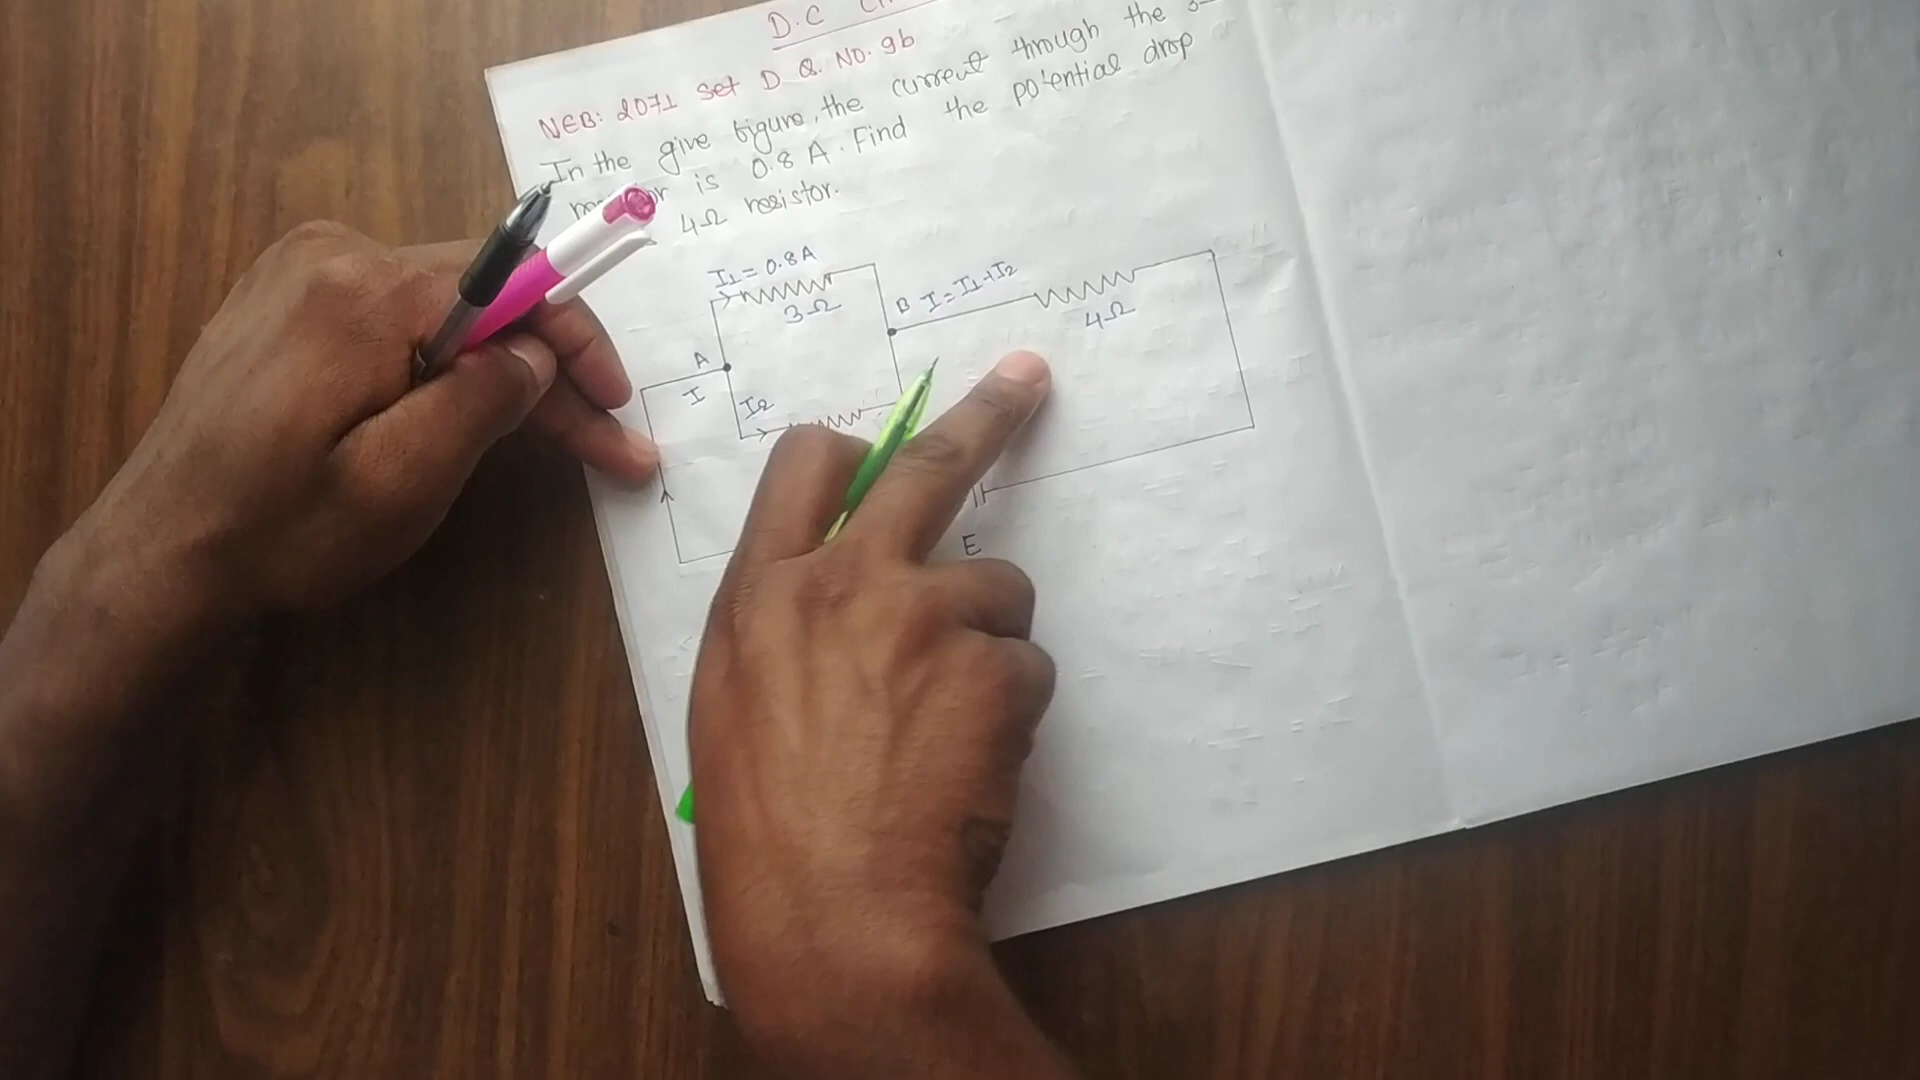 D.C
NEB: 2071 Set D Q. NO. 9b
In the give figure, the current through the 3
is 0.8 A. Find the potential drop
4Ω resistor.
I1 = 0.8A
3Ω
B I = I1+I2
4Ω
A
I
I2
E